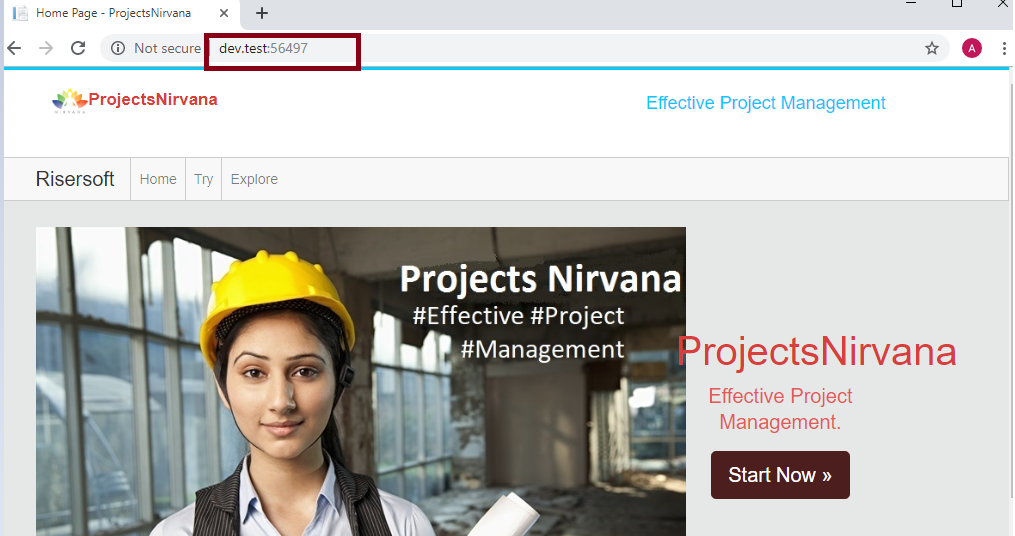 Home Page - ProjectsNirvana
Not secure
dev.test:56497
A
ProjectsNirvana
NIRVANA
Effective Project Management
Risersoft
Home
Try
Explore
Projects Nirvana
#Effective #Project
#Management
ProjectsNirvana
Effective Project
Management.
Start Now »